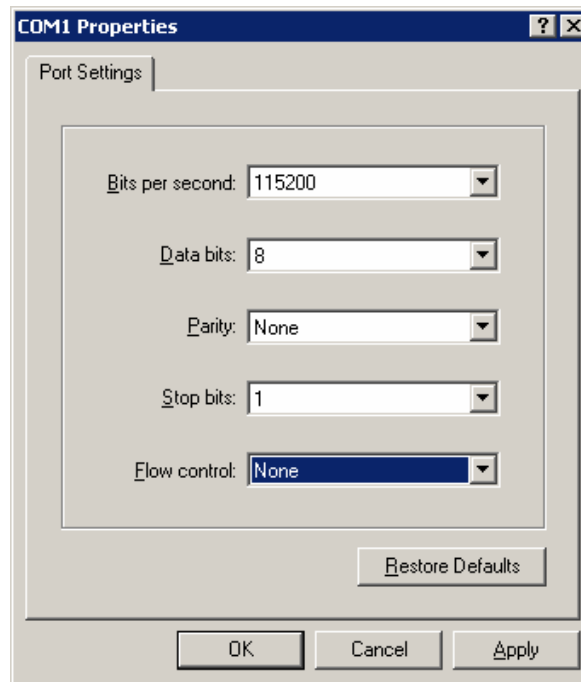 COM1 Properties
Port Settings
Bits per second: 115200
Data bits: 8
Parity: None
Stop bits: 1
Flow control: None
Restore Defaults
OK Cancel Apply